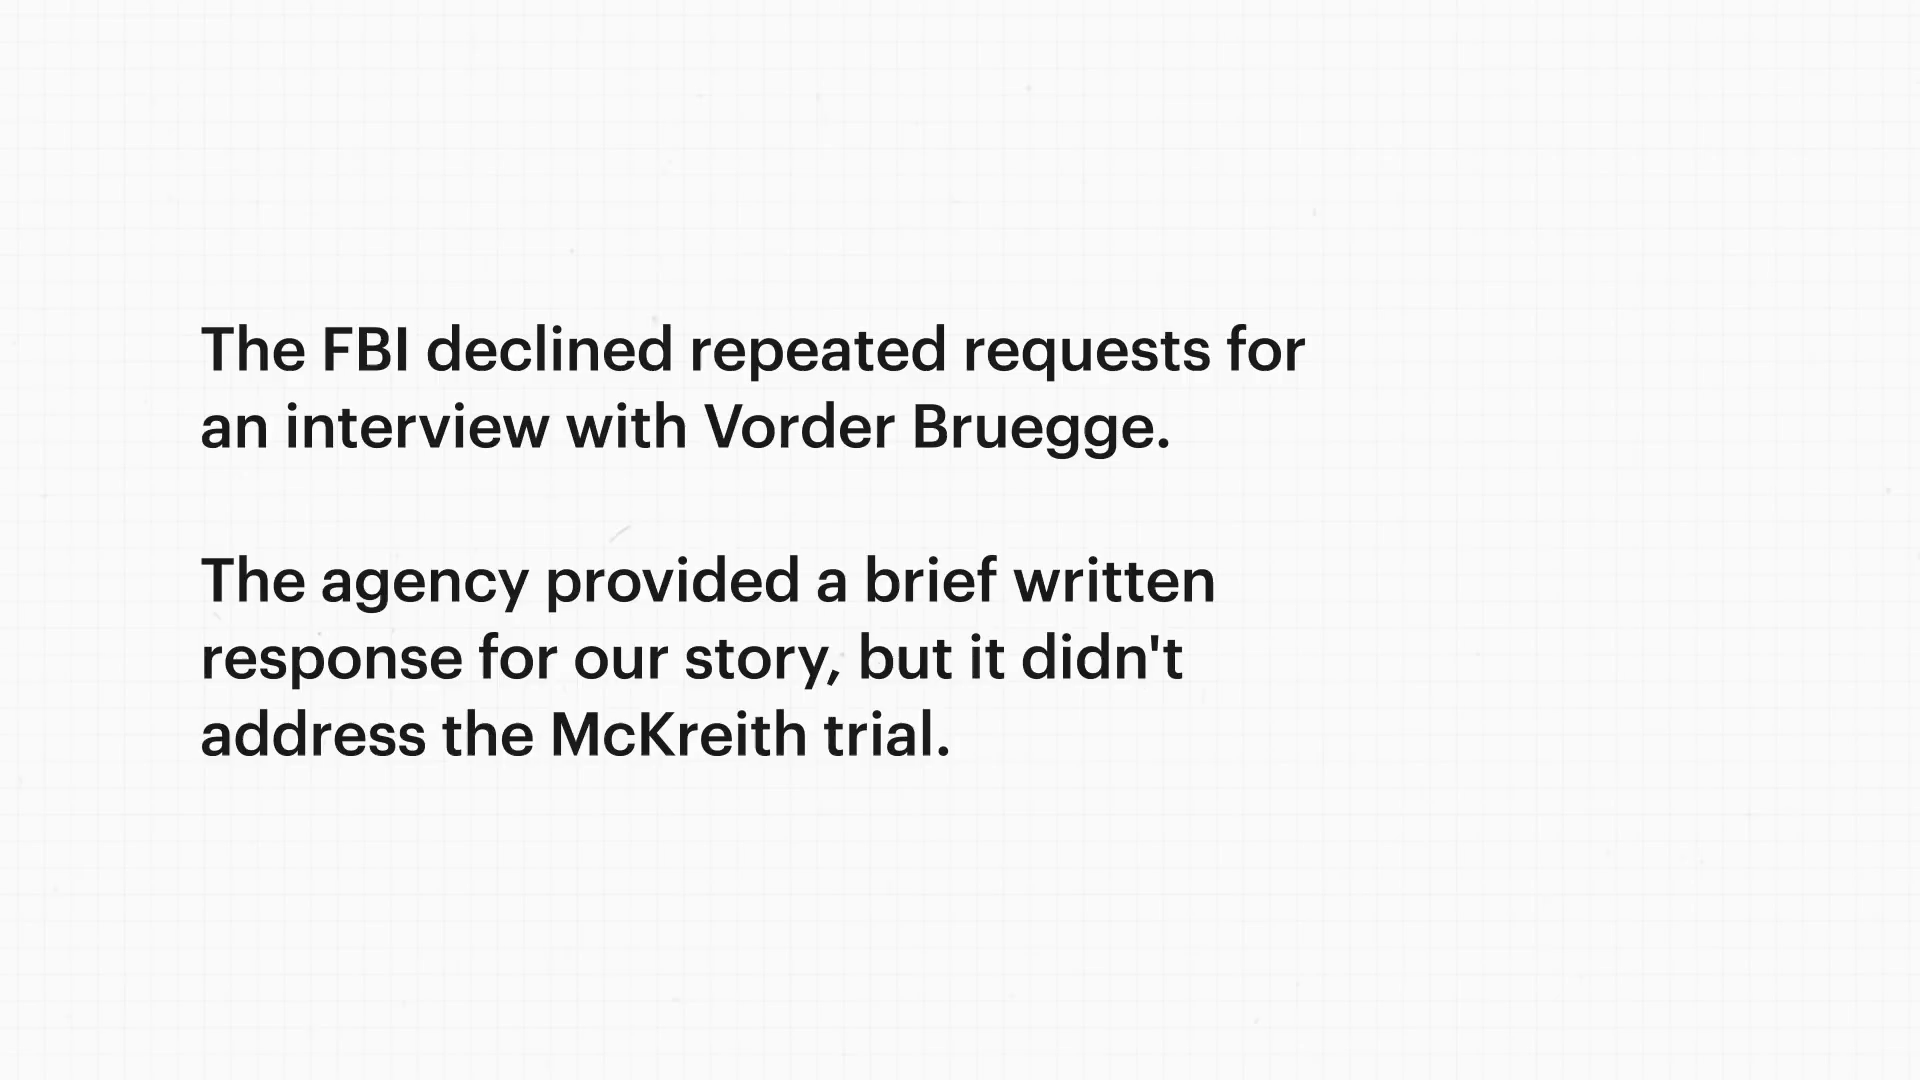 The FBI declined repeated requests for
an interview with Vorder Bruegge.
The agency provided a brief written
response for our story, but it didn't
address the McKreith trial.